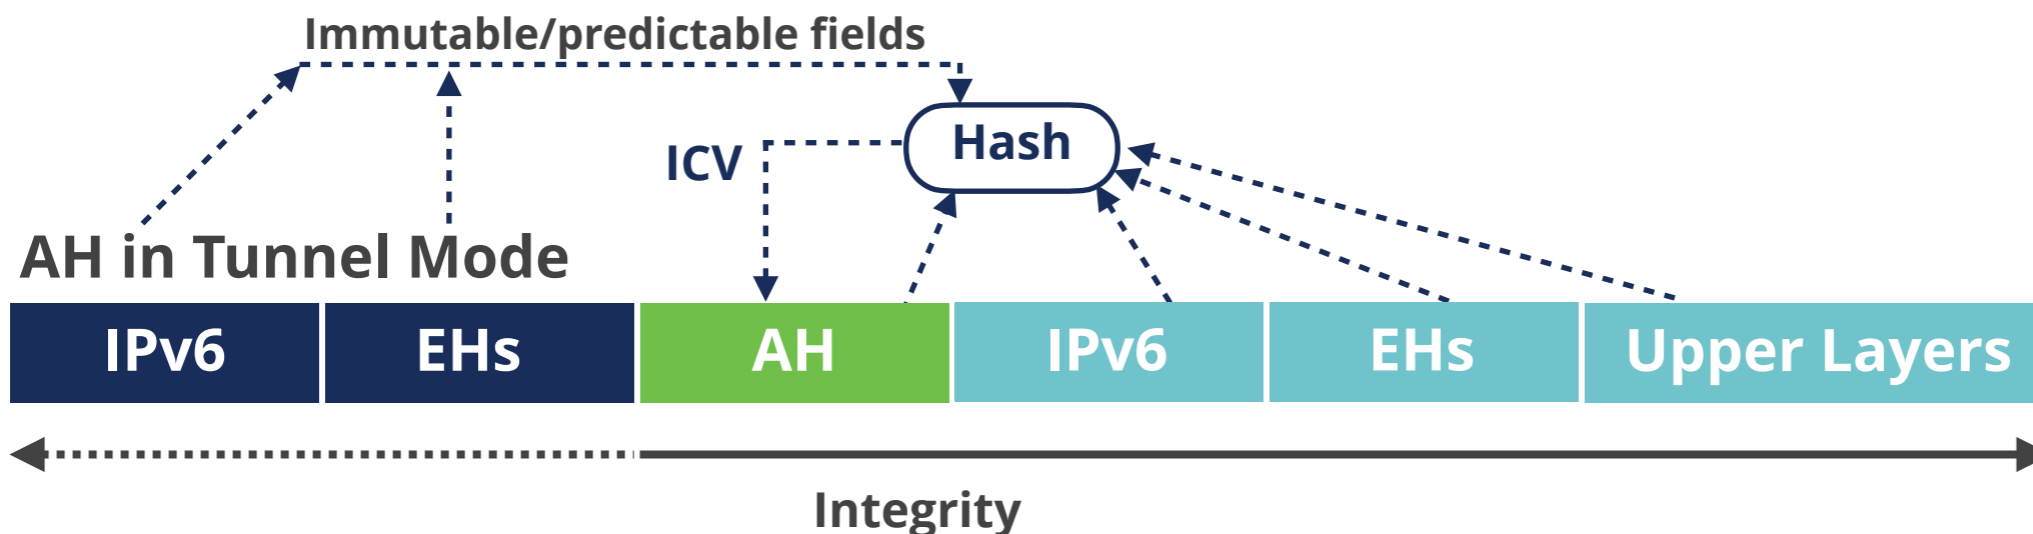 Immutable/predictable fields
Hash
ICV
AH in Tunnel Mode
IPv6 EHs AH IPv6 EHs Upper Layers
Integrity